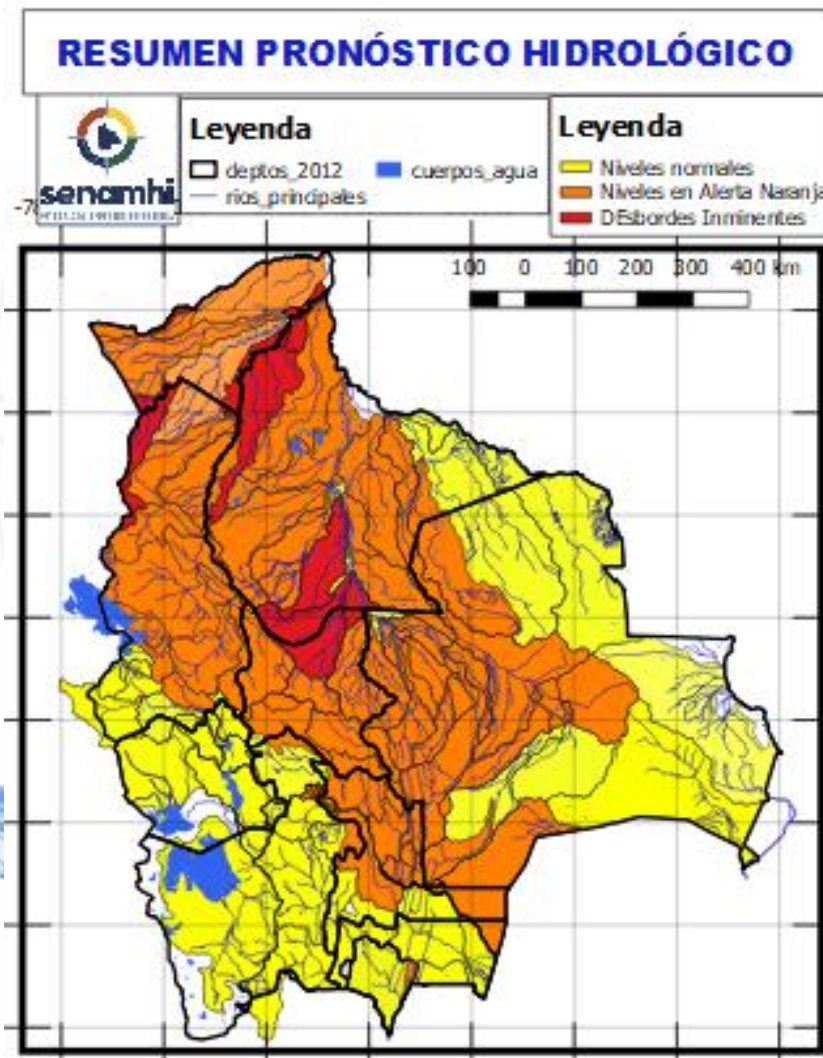 RESUMEN PRONÓSTICO HIDROLÓGICO
senamhi
Leyenda
deptos_2012 cuerpos_agua
rios_principales
Leyenda
Niveles normales
Niveles en Alerta Naranja
DEsbordes Inminentes
100 0 100 200 300 400 km